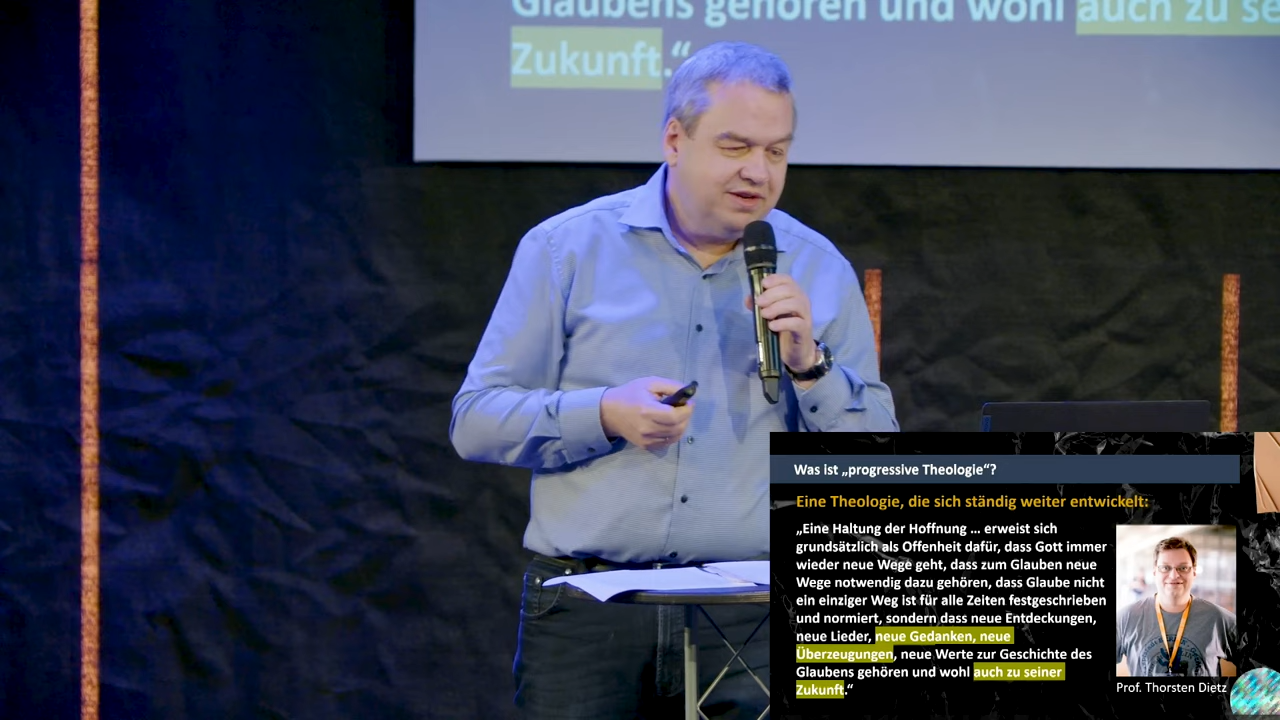 Glaubens gehören und wohl auch zu se
Zukunft.“
Was ist „progressive Theologie“?
Eine Theologie, die sich ständig weiter entwickelt:
„Eine Haltung der Hoffnung … erweist sich
grundsätzlich als Offenheit dafür, dass Gott immer
wieder neue Wege geht, dass zum Glauben neue
Wege notwendig dazu gehören, dass Glaube nicht
ein einziger Weg ist für alle Zeiten festgeschrieben
und normiert, sondern dass neue Entdeckungen,
neue Lieder, neue Gedanken, neue
Überzeugungen, neue Werte zur Geschichte des
Glaubens gehören und wohl auch zu seiner
Zukunft.“
Prof. Thorsten Dietz